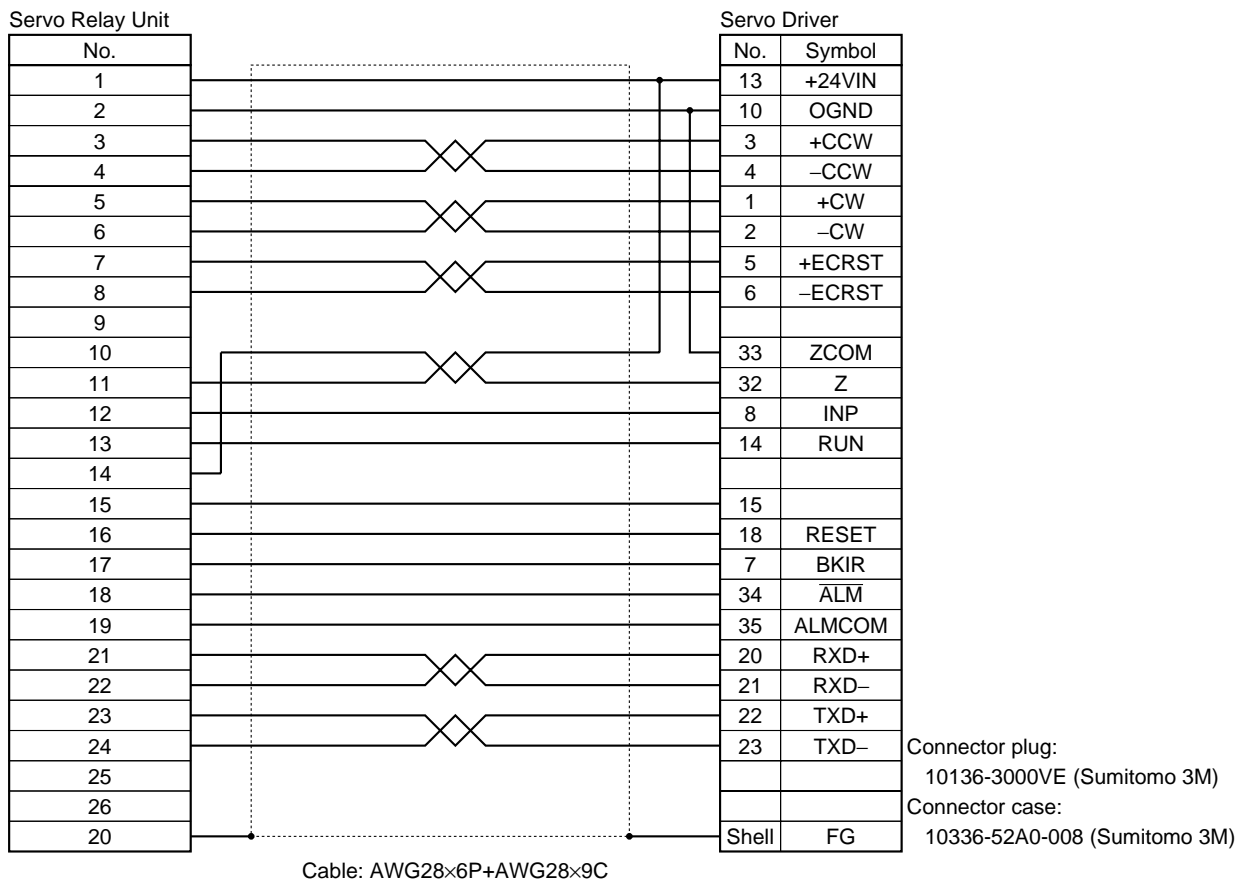 Servo Relay Unit Servo Driver
No. No. Symbol
1 13 +24VIN
2 10 OGND
3 3 +CCW
4 4 −CCW
5 1 +CW
6 2 −CW
7 5 +ECRST
8 6 −ECRST
9
10 33 ZCOM
11 32 Z
12 8 INP
13 14 RUN
14
15 15
16 18 RESET
17 7 BKIR
18 34 A̅L̅M̅
19 35 ALMCOM
21 20 RXD+
22 21 RXD−
23 22 TXD+
24 23 TXD− Connector plug:
25 10136-3000VE (Sumitomo 3M)
26 Connector case:
20 Shell FG 10336-52A0-008 (Sumitomo 3M)
Cable: AWG28×6P+AWG28×9C